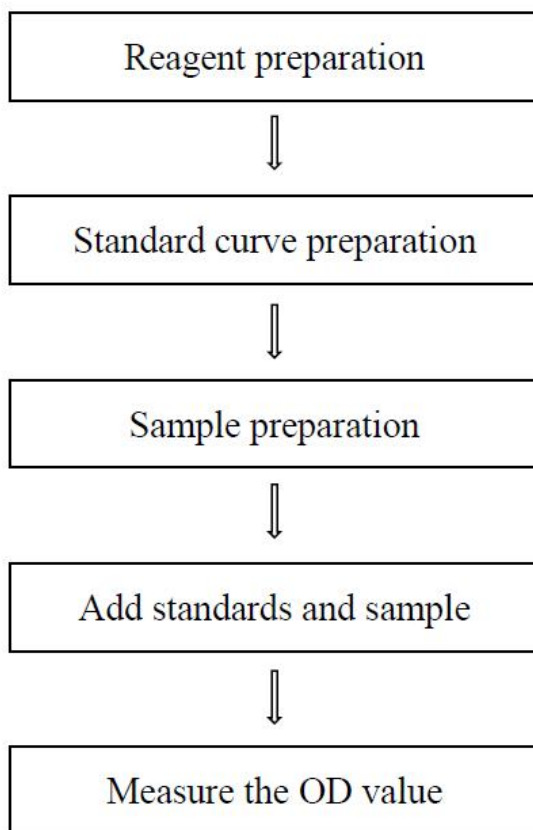 Reagent preparation
Standard curve preparation
Sample preparation
Add standards and sample
Measure the OD value